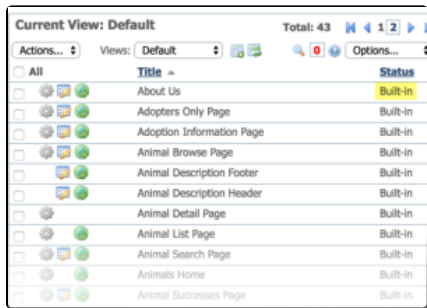 Current View: Default Total: 43 1 2
Actions... Views: Default 0 Options...
All Title Status
About Us Built-in
Adopters Only Page Built-in
Adoption Information Page Built-in
Animal Browse Page Built-in
Animal Description Footer Built-in
Animal Description Header Built-in
Animal Detail Page Built-in
Animal List Page Built-in
Animal Search Page Built-in
Animals Home Built-in
Animal Successes Page Built-in